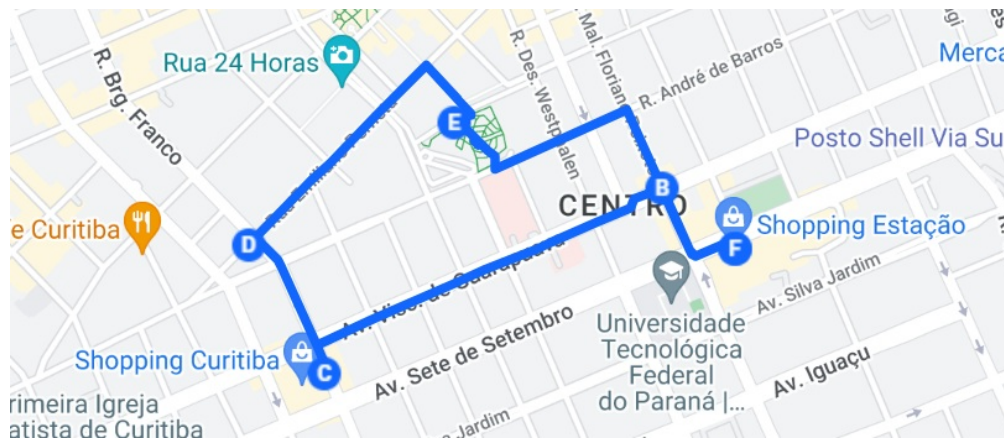 Rua 24 Horas
R. Brg. Franco
R. Des. Westphalen
Mal. Florian
R. André de Barros
Merca
Posto Shell Via Su
E
B
CENTRO
Shopping Estação
F
e Curitiba
D
Av. Visc. de Guarapuava
Av. Silva Jardim
Shopping Curitiba
C
Av. Sete de Setembro
Universidade
Tecnológica
Federal
do Paraná |...
Av. Iguaçu
rimeira Igreja
atista de Curitiba
Jardim